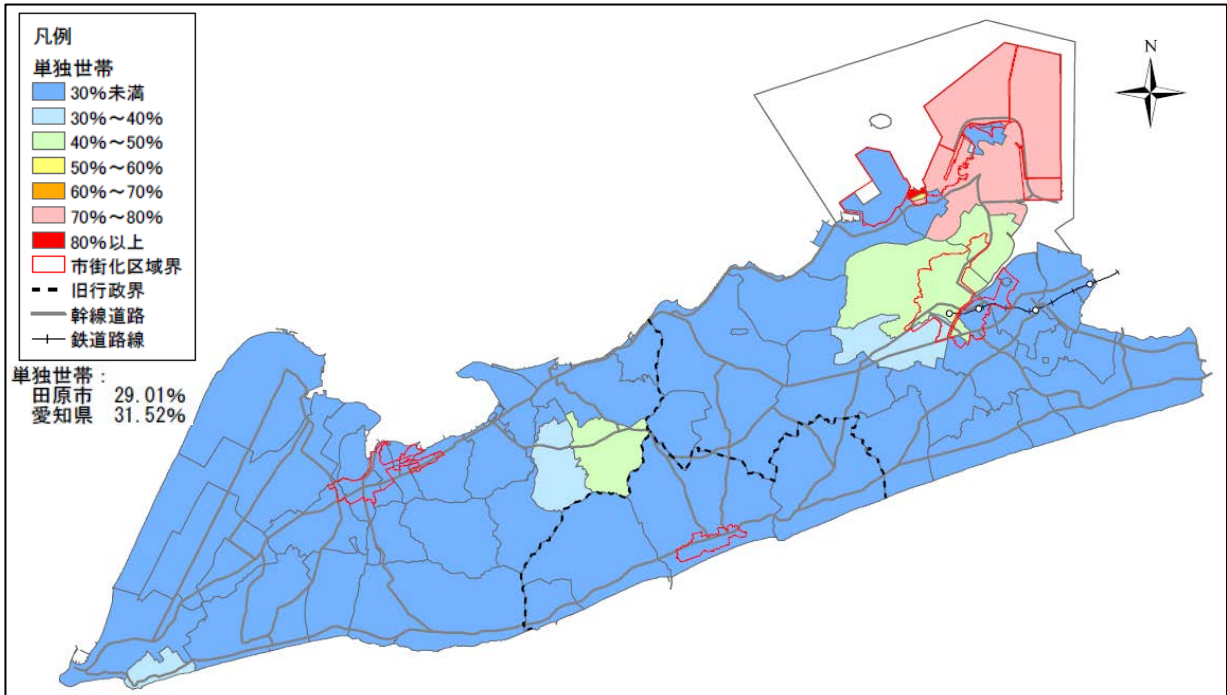 凡例
単独世帯
30%未満
30%～40%
40%～50%
50%～60%
60%～70%
70%～80%
80%以上
市街化区域界
旧行政界
幹線道路
鉄道路線
単独世帯：
田原市 29.01%
愛知県 31.52%
N